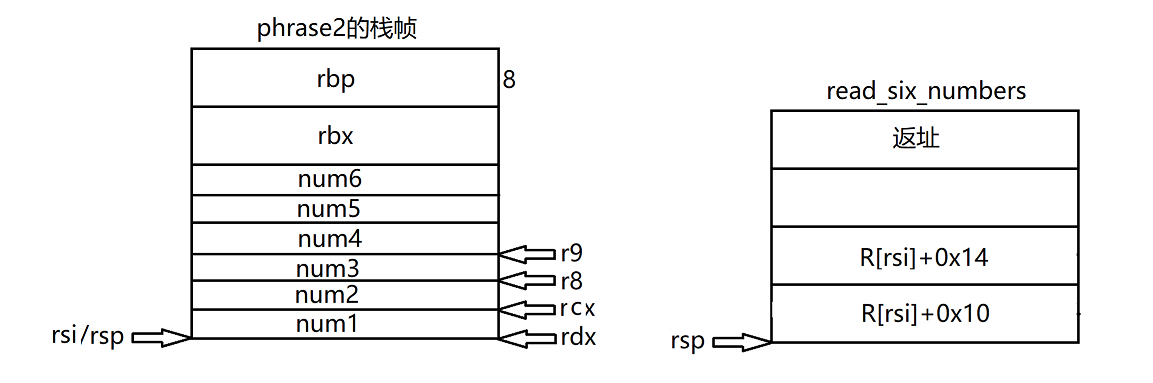 phrase2的栈帧
rbp
8
rbx
num6
num5
num4
r9
num3
r8
num2
rcx
num1
rsi/rsp
rdx
read_six_numbers
返址
R[rsi]+0x14
R[rsi]+0x10
rsp